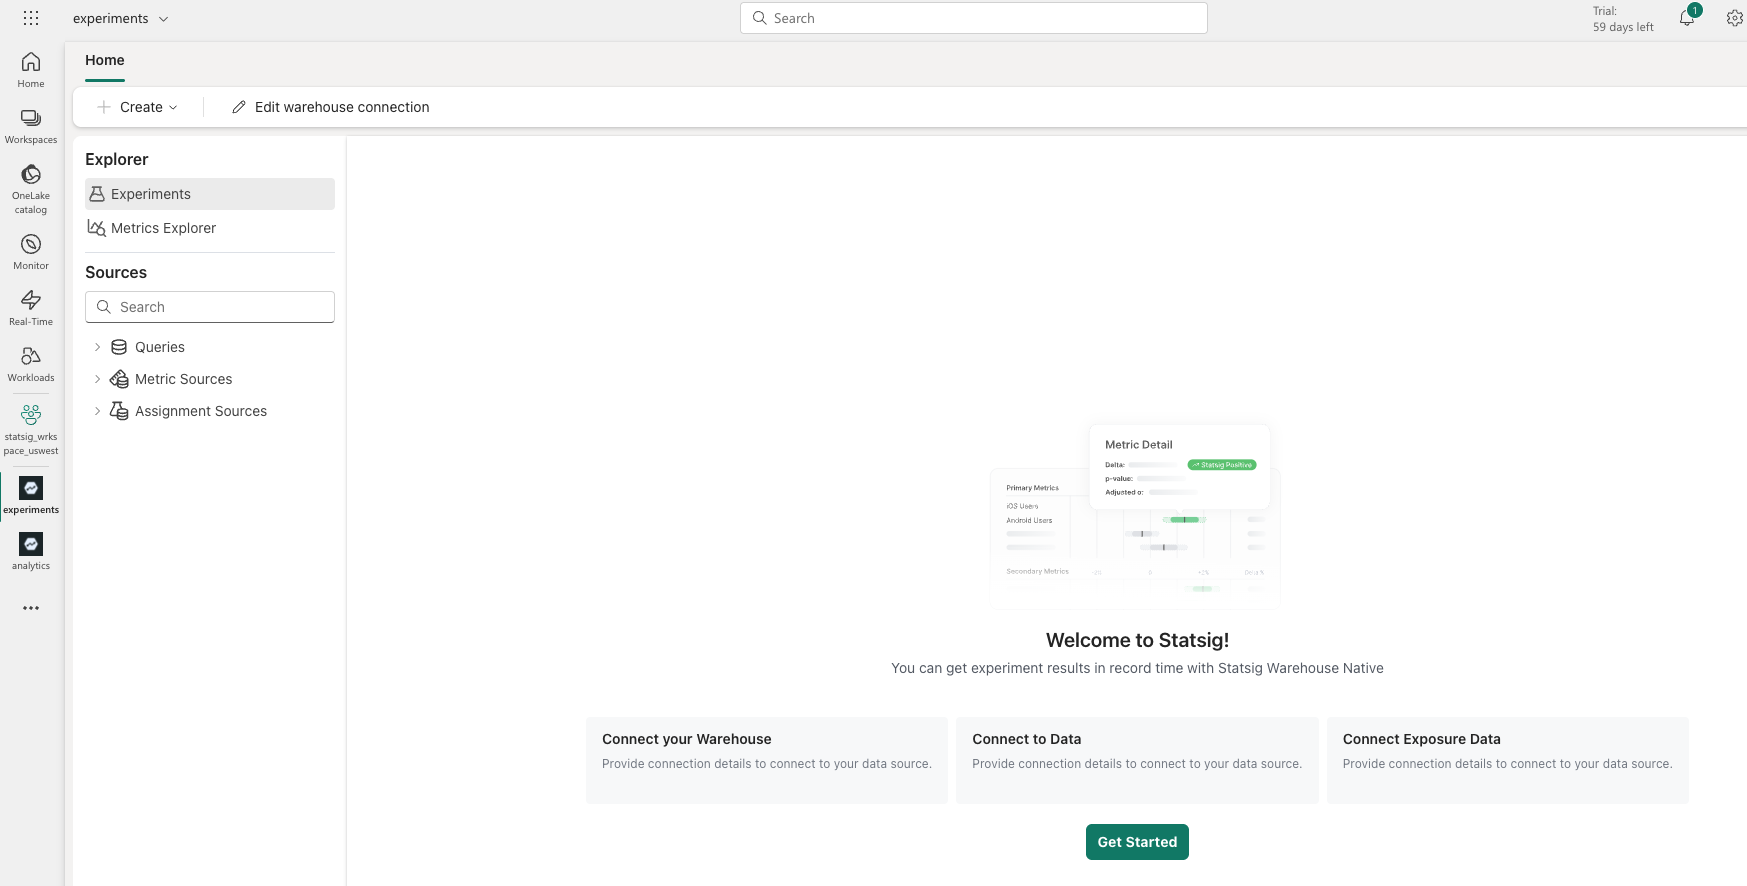 experiments
Search
Trial:
59 days left
1
Home
Workspaces
OneLake
catalog
Monitor
Real-Time
Workloads
statsig_wrks
pace_uswest
experiments
analytics
Home
Create
Edit warehouse connection
Explorer
Experiments
Metrics Explorer
Sources
Search
Queries
Metric Sources
Assignment Sources
Metric Detail
Delta:
Statsig Positive
p-value:
Adjusted α:
Primary Metrics
iOS Users
Android Users
Secondary Metrics
0
Welcome to Statsig!
You can get experiment results in record time with Statsig Warehouse Native
Connect your Warehouse
Provide connection details to connect to your data source.
Connect to Data
Provide connection details to connect to your data source.
Connect Exposure Data
Provide connection details to connect to your data source.
Get Started